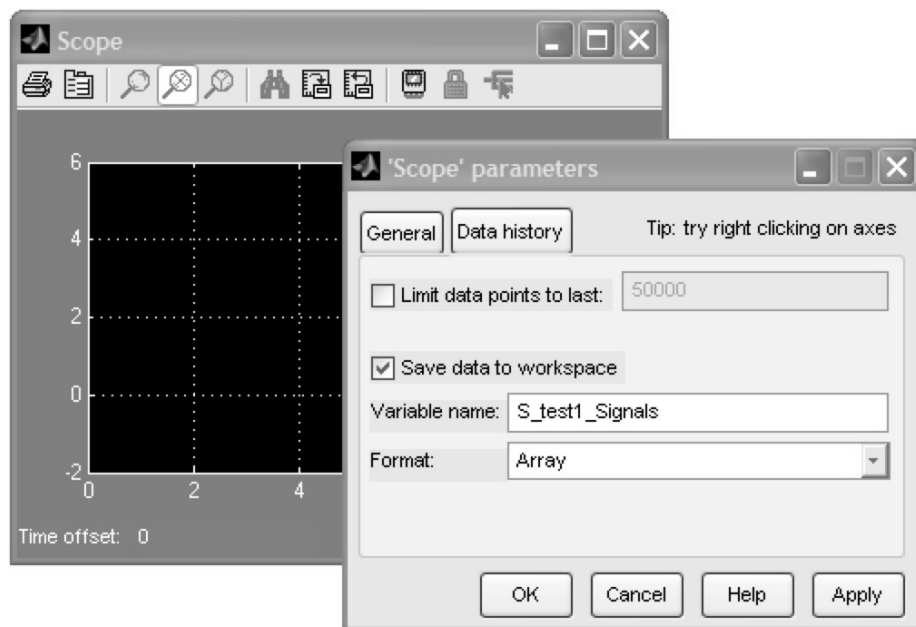 Scope
6
4
2
0
-2
0 2 4
Time offset: 0
'Scope' parameters
General Data history Tip: try right clicking on axes
Limit data points to last: 50000
Save data to workspace
Variable name: S_test1_Signals
Format: Array
OK Cancel Help Apply